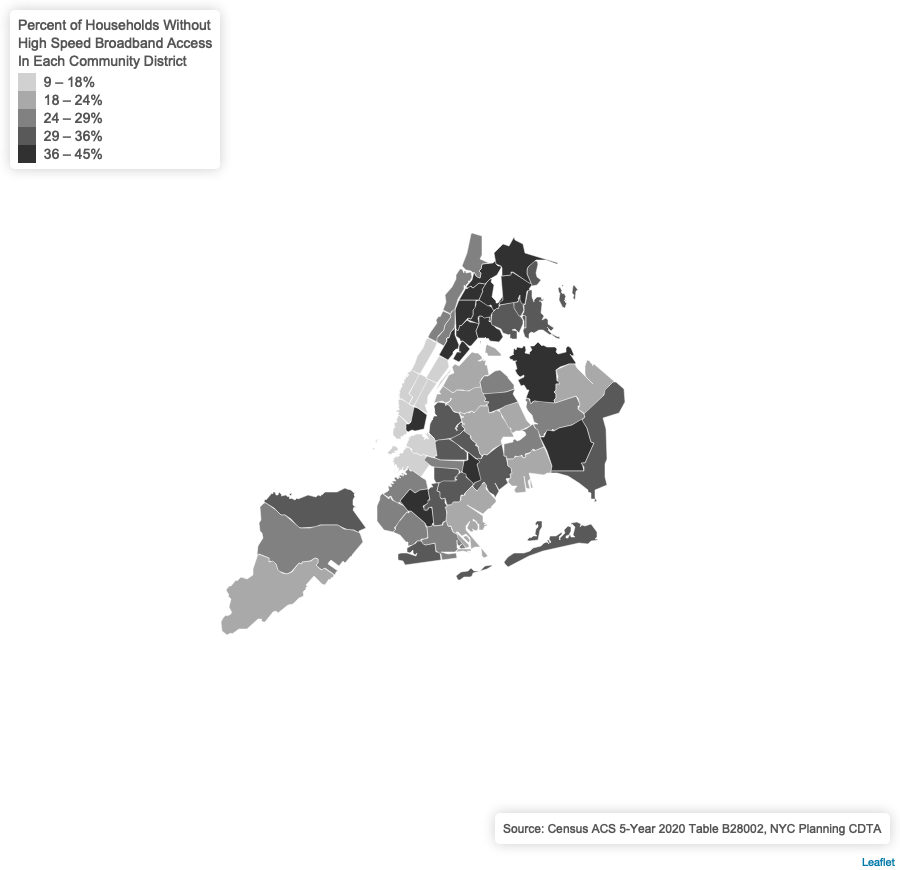 Percent of Households Without
High Speed Broadband Access
In Each Community District
9 – 18%
18 – 24%
24 – 29%
29 – 36%
36 – 45%
Source: Census ACS 5-Year 2020 Table B28002, NYC Planning CDTA
Leaflet